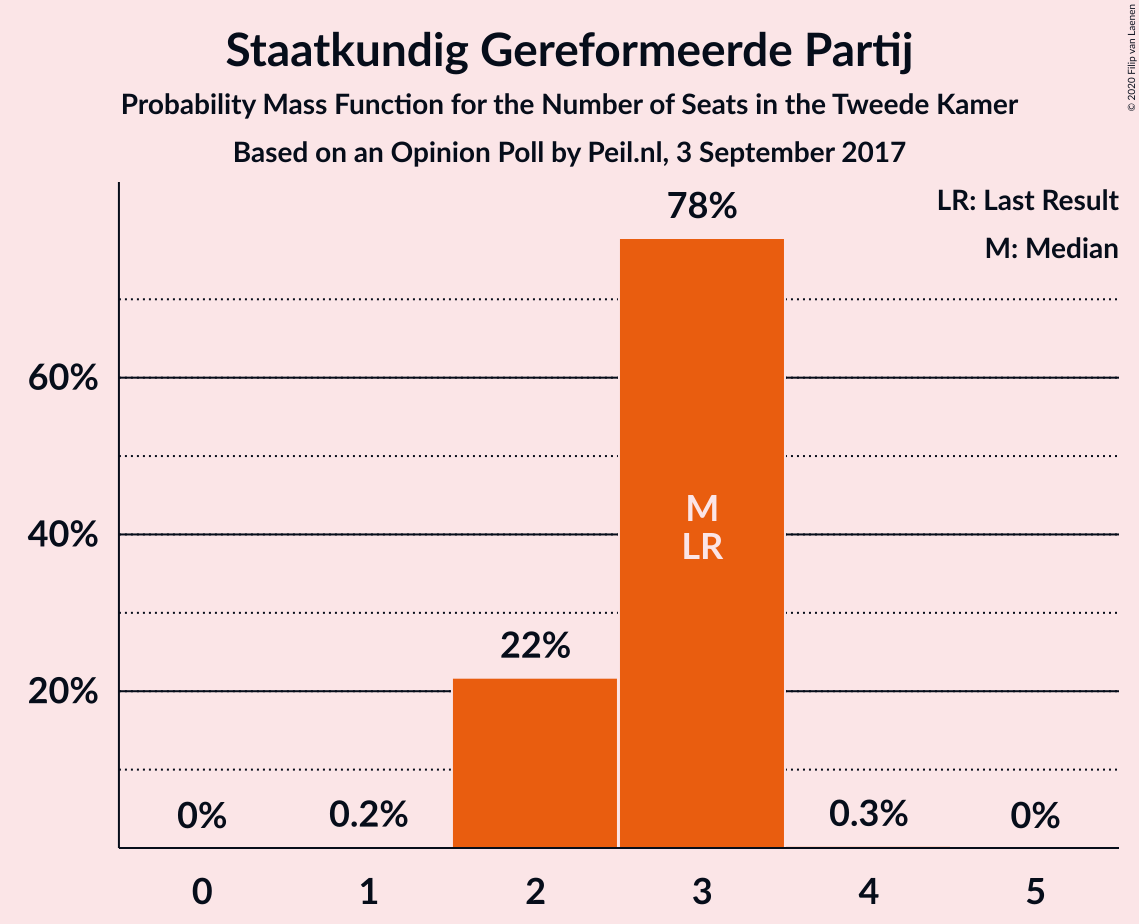 Staatkundig Gereformeerde Partij
Probability Mass Function for the Number of Seats in the Tweede Kamer
Based on an Opinion Poll by Peil.nl, 3 September 2017
© 2020 Filip van Laenen
LR: Last Result
M: Median
78%
60%
40%
20%
M
LR
22%
0%
0.2%
0.3%
0%
0
1
2
3
4
5